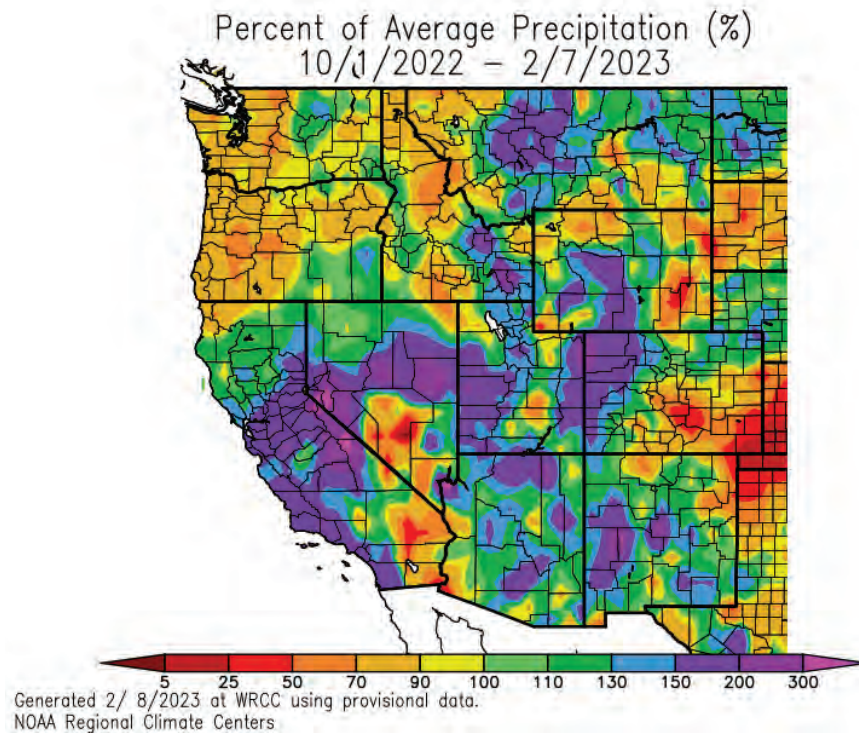 Percent of Average Precipitation (%)
10/1/2022 – 2/7/2023
5 25 50 70 90 100 110 130 150 200 300
Generated 2/ 8/2023 at WRCC using provisional data.
NOAA Regional Climate Centers